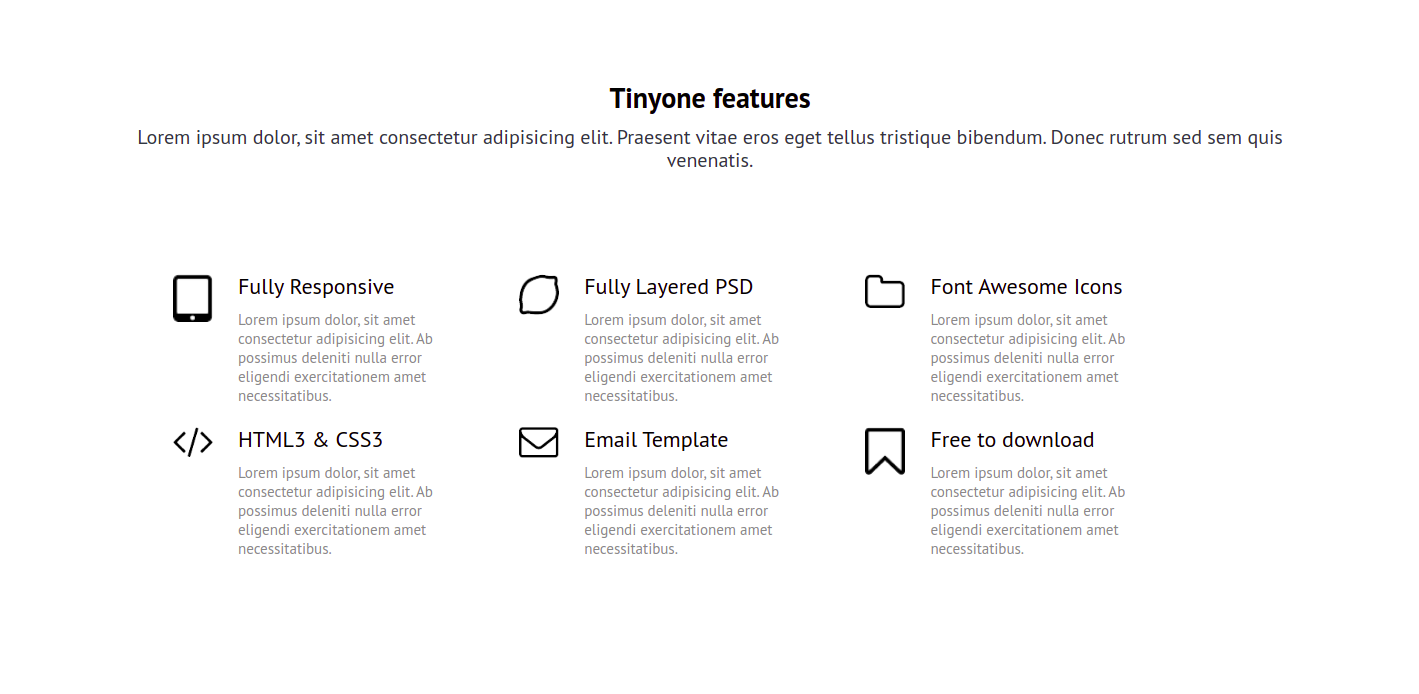 Tinyone features
Lorem ipsum dolor, sit amet consectetur adipisicing elit. Praesent vitae eros eget tellus tristique bibendum. Donec rutrum sed sem quis
venenatis.
Fully Responsive
Lorem ipsum dolor, sit amet
consectetur adipisicing elit. Ab
possimus deleniti nulla error
eligendi exercitationem amet
necessitatibus.
Fully Layered PSD
Lorem ipsum dolor, sit amet
consectetur adipisicing elit. Ab
possimus deleniti nulla error
eligendi exercitationem amet
necessitatibus.
Font Awesome Icons
Lorem ipsum dolor, sit amet
consectetur adipisicing elit. Ab
possimus deleniti nulla error
eligendi exercitationem amet
necessitatibus.
HTML3 & CSS3
Lorem ipsum dolor, sit amet
consectetur adipisicing elit. Ab
possimus deleniti nulla error
eligendi exercitationem amet
necessitatibus.
Email Template
Lorem ipsum dolor, sit amet
consectetur adipisicing elit. Ab
possimus deleniti nulla error
eligendi exercitationem amet
necessitatibus.
Free to download
Lorem ipsum dolor, sit amet
consectetur adipisicing elit. Ab
possimus deleniti nulla error
eligendi exercitationem amet
necessitatibus.